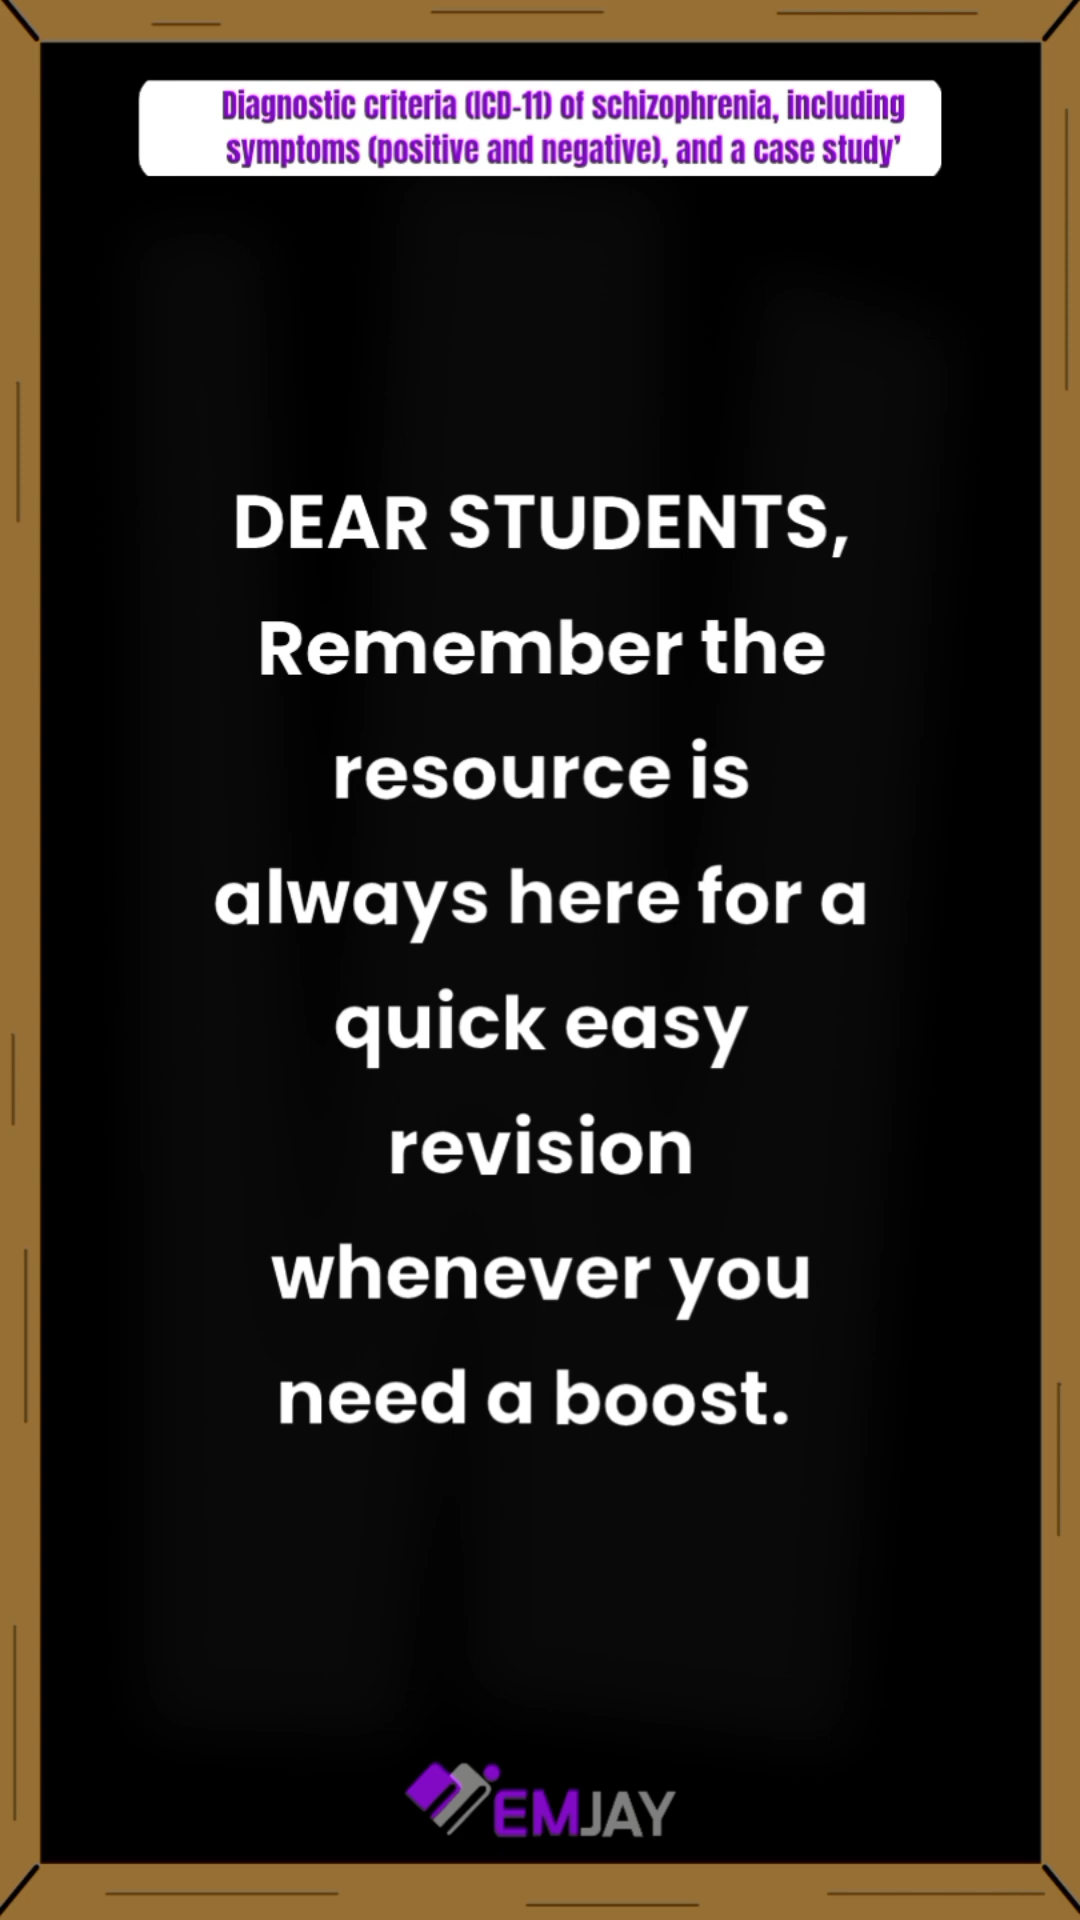 Diagnostic criteria (ICD-11) of schizophrenia, including
symptoms (positive and negative), and a case study’
DEAR STUDENTS,
Remember the
resource is
always here for a
quick easy
revision
whenever you
need a boost.
EMJAY